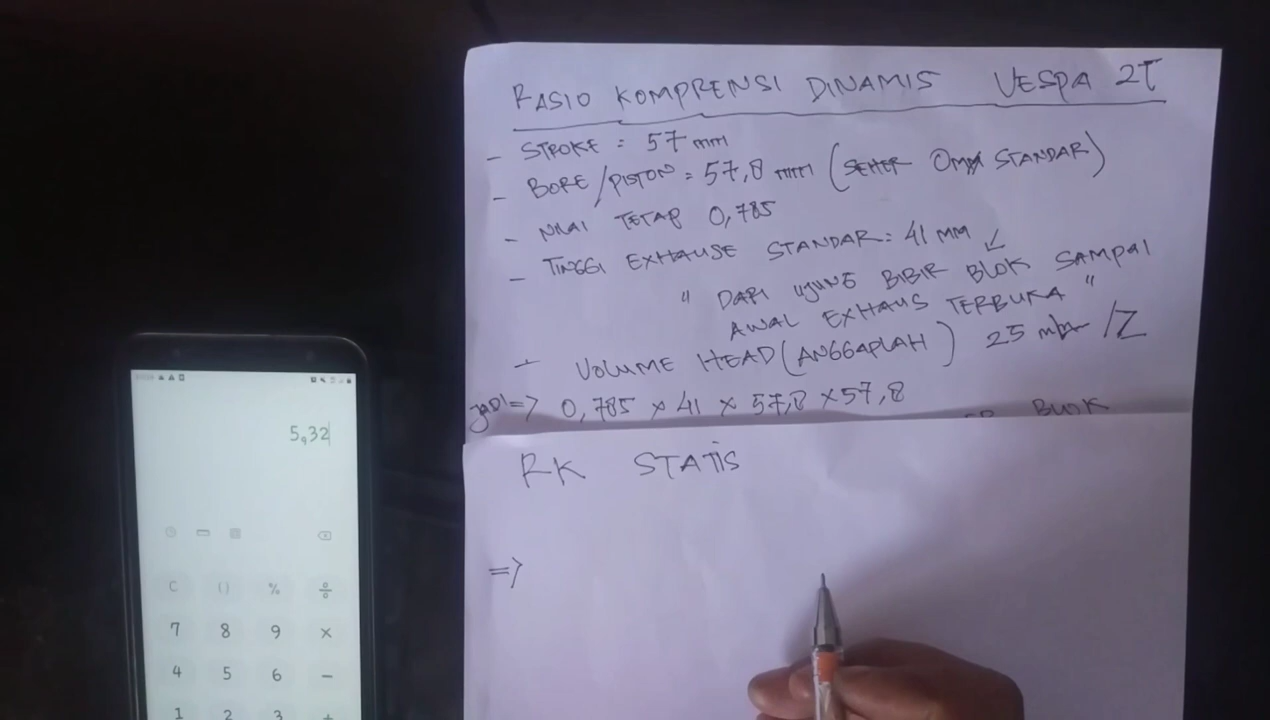 RASIO KOMPRENSI DINAMIS VESPA 2T
- STROKE = 57 mm
- BORE/PISTON = 57,8 mm (SEHER OMM STANDAR)
- NILAI TETAP 0,785
- TINGGI EXHAUSE STANDAR = 41 MM
" DARI UJUNG BIBIR BLOK SAMPAI
AWAL EXHAUS TERBUKA "
- VOLUME HEAD (ANGGAPLAH) 25
JADI => 0,785 x 41 x 57,8 x 57,8
BLOK
RK STATIS
=>
5,32
C () % ÷
7 8 9 ×
4 5 6 −
1 2 3 +